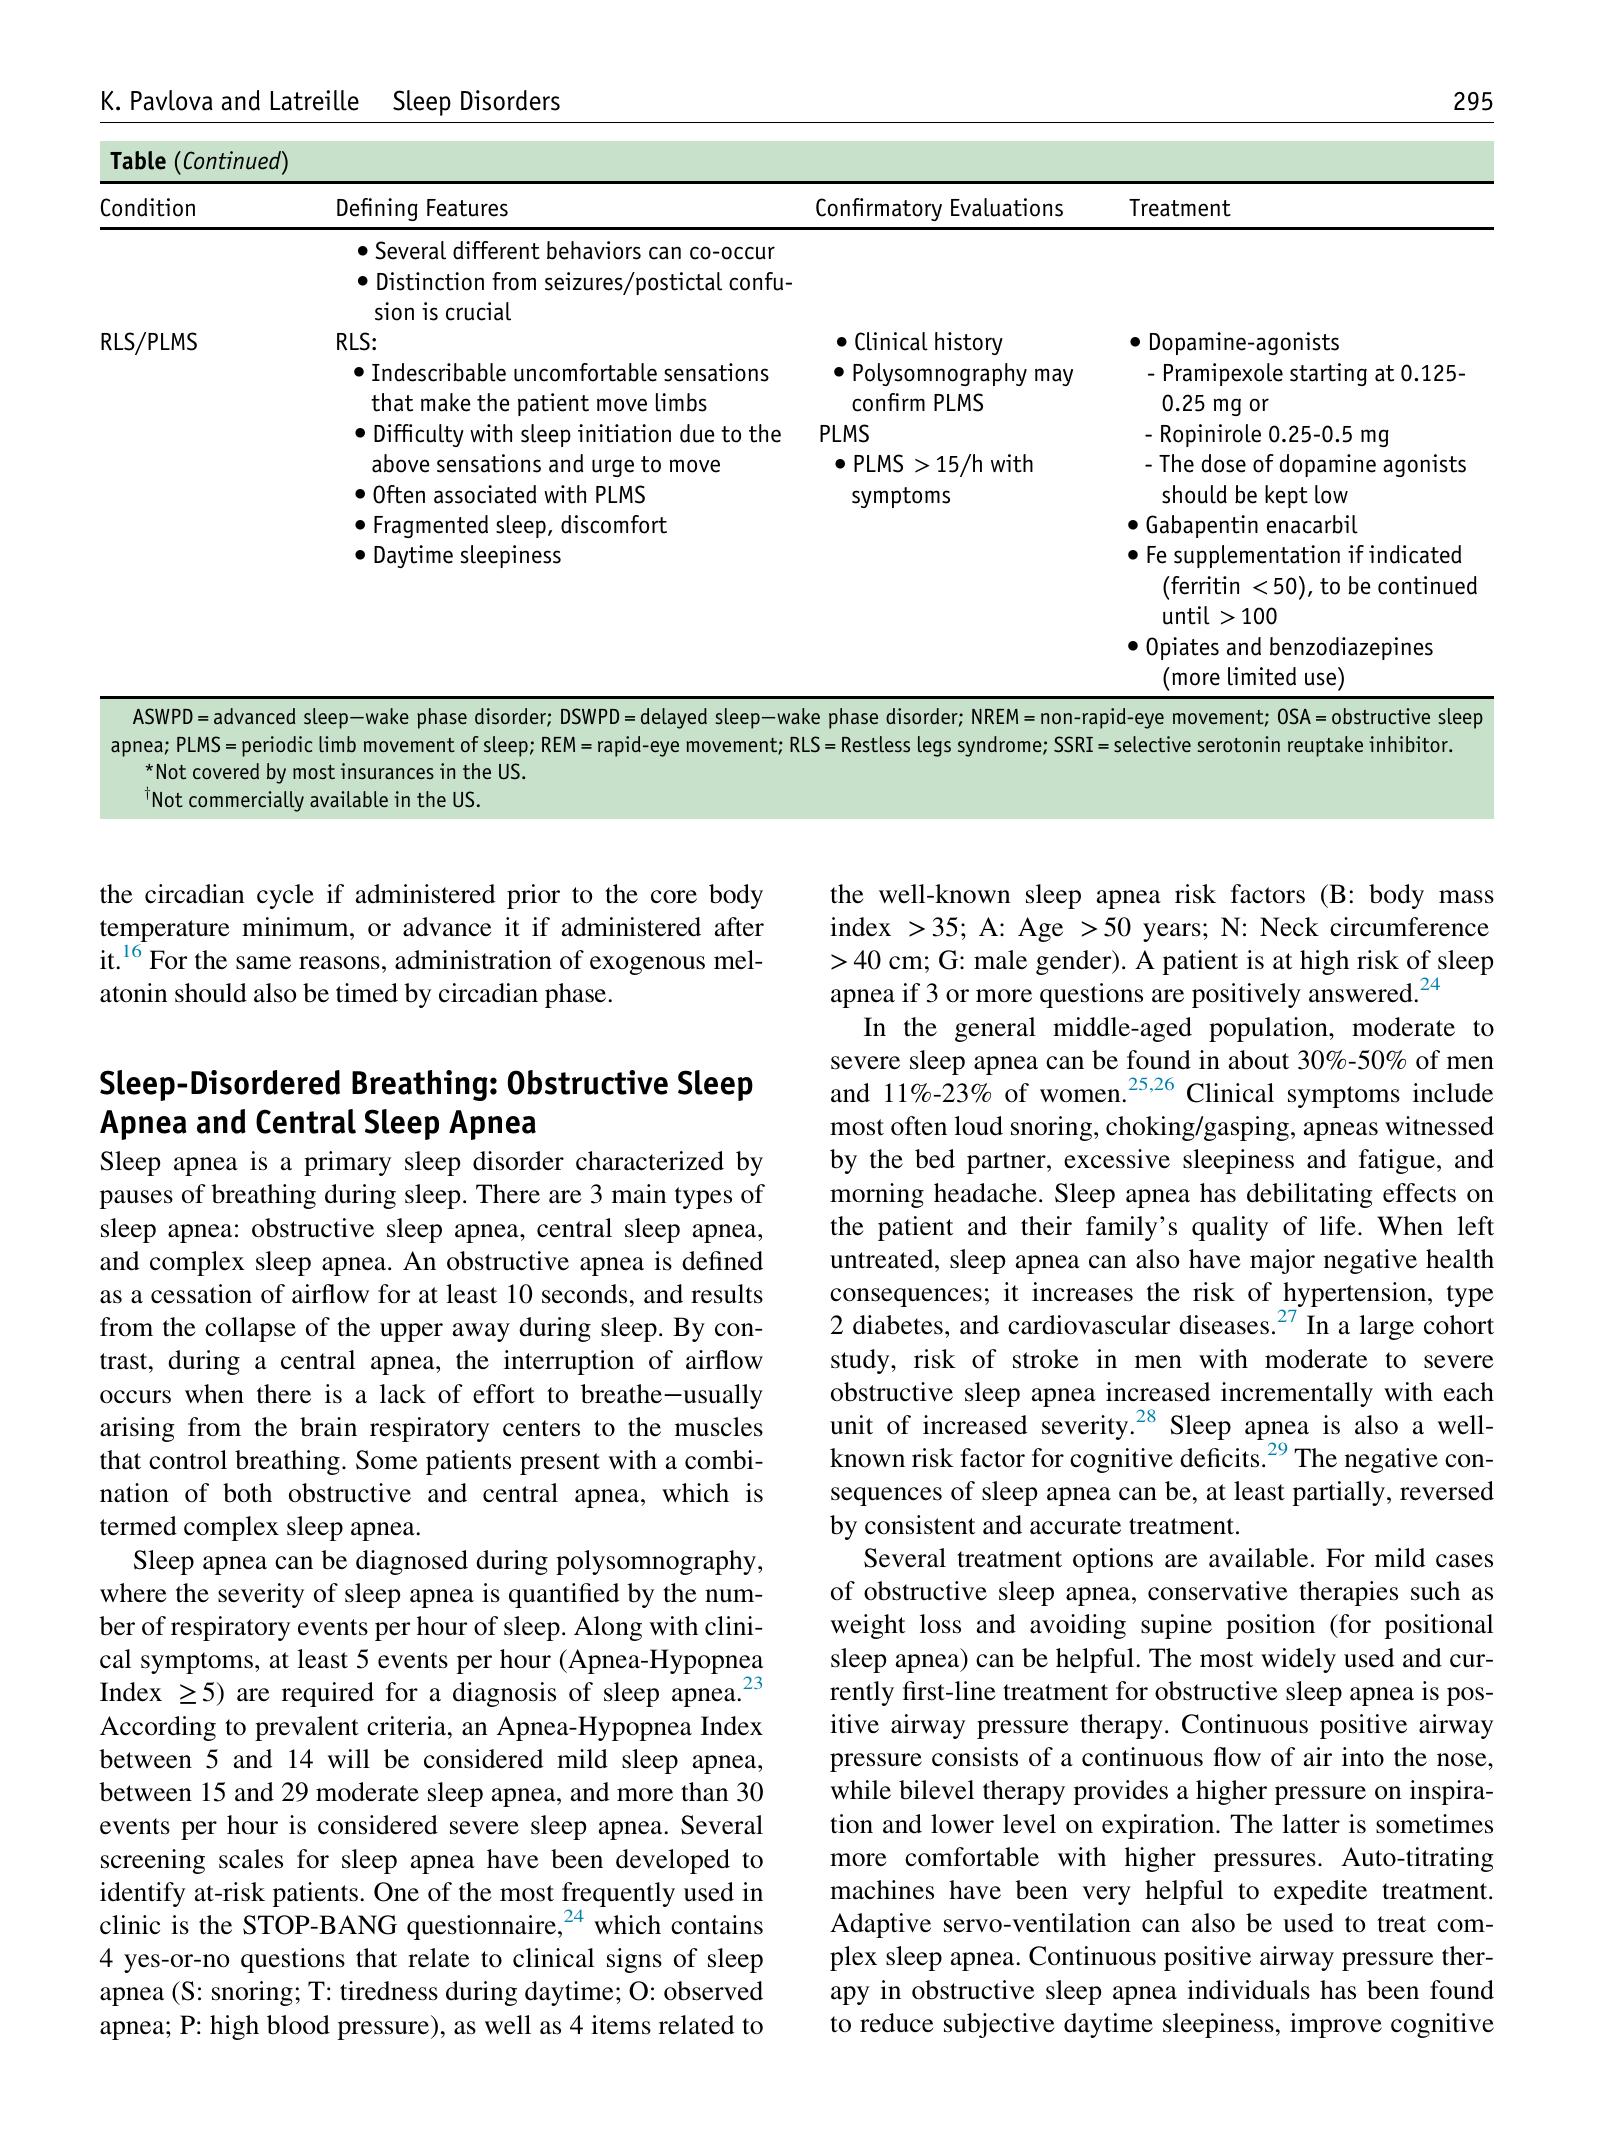 K. Pavlova and Latreille Sleep Disorders 295
Table (Continued)
Condition Defining Features Confirmatory Evaluations Treatment
• Several different behaviors can co-occur
• Distinction from seizures/postictal confu-
sion is crucial
RLS/PLMS RLS: • Clinical history • Dopamine-agonists
• Indescribable uncomfortable sensations • Polysomnography may - Pramipexole starting at 0.125-
that make the patient move limbs confirm PLMS 0.25 mg or
• Difficulty with sleep initiation due to the PLMS - Ropinirole 0.25-0.5 mg
above sensations and urge to move • PLMS > 15/h with - The dose of dopamine agonists
• Often associated with PLMS symptoms should be kept low
• Fragmented sleep, discomfort • Gabapentin enacarbil
• Daytime sleepiness • Fe supplementation if indicated
(ferritin < 50), to be continued
until > 100
• Opiates and benzodiazepines
(more limited use)
ASWPD = advanced sleep–wake phase disorder; DSWPD = delayed sleep–wake phase disorder; NREM = non-rapid-eye movement; OSA = obstructive sleep
apnea; PLMS = periodic limb movement of sleep; REM = rapid-eye movement; RLS = Restless legs syndrome; SSRI = selective serotonin reuptake inhibitor.
*Not covered by most insurances in the US.
†Not commercially available in the US.
the circadian cycle if administered prior to the core body
temperature minimum, or advance it if administered after
it.16 For the same reasons, administration of exogenous mel-
atonin should also be timed by circadian phase.
Sleep-Disordered Breathing: Obstructive Sleep
Apnea and Central Sleep Apnea
Sleep apnea is a primary sleep disorder characterized by
pauses of breathing during sleep. There are 3 main types of
sleep apnea: obstructive sleep apnea, central sleep apnea,
and complex sleep apnea. An obstructive apnea is defined
as a cessation of airflow for at least 10 seconds, and results
from the collapse of the upper away during sleep. By con-
trast, during a central apnea, the interruption of airflow
occurs when there is a lack of effort to breathe–usually
arising from the brain respiratory centers to the muscles
that control breathing. Some patients present with a combi-
nation of both obstructive and central apnea, which is
termed complex sleep apnea.
Sleep apnea can be diagnosed during polysomnography,
where the severity of sleep apnea is quantified by the num-
ber of respiratory events per hour of sleep. Along with clini-
cal symptoms, at least 5 events per hour (Apnea-Hypopnea
Index ≥ 5) are required for a diagnosis of sleep apnea.23
According to prevalent criteria, an Apnea-Hypopnea Index
between 5 and 14 will be considered mild sleep apnea,
between 15 and 29 moderate sleep apnea, and more than 30
events per hour is considered severe sleep apnea. Several
screening scales for sleep apnea have been developed to
identify at-risk patients. One of the most frequently used in
clinic is the STOP-BANG questionnaire,24 which contains
4 yes-or-no questions that relate to clinical signs of sleep
apnea (S: snoring; T: tiredness during daytime; O: observed
apnea; P: high blood pressure), as well as 4 items related to
the well-known sleep apnea risk factors (B: body mass
index > 35; A: Age > 50 years; N: Neck circumference
> 40 cm; G: male gender). A patient is at high risk of sleep
apnea if 3 or more questions are positively answered.24
In the general middle-aged population, moderate to
severe sleep apnea can be found in about 30%-50% of men
and 11%-23% of women.25,26 Clinical symptoms include
most often loud snoring, choking/gasping, apneas witnessed
by the bed partner, excessive sleepiness and fatigue, and
morning headache. Sleep apnea has debilitating effects on
the patient and their family's quality of life. When left
untreated, sleep apnea can also have major negative health
consequences; it increases the risk of hypertension, type
2 diabetes, and cardiovascular diseases.27 In a large cohort
study, risk of stroke in men with moderate to severe
obstructive sleep apnea increased incrementally with each
unit of increased severity.28 Sleep apnea is also a well-
known risk factor for cognitive deficits.29 The negative con-
sequences of sleep apnea can be, at least partially, reversed
by consistent and accurate treatment.
Several treatment options are available. For mild cases
of obstructive sleep apnea, conservative therapies such as
weight loss and avoiding supine position (for positional
sleep apnea) can be helpful. The most widely used and cur-
rently first-line treatment for obstructive sleep apnea is pos-
itive airway pressure therapy. Continuous positive airway
pressure consists of a continuous flow of air into the nose,
while bilevel therapy provides a higher pressure on inspira-
tion and lower level on expiration. The latter is sometimes
more comfortable with higher pressures. Auto-titrating
machines have been very helpful to expedite treatment.
Adaptive servo-ventilation can also be used to treat com-
plex sleep apnea. Continuous positive airway pressure ther-
apy in obstructive sleep apnea individuals has been found
to reduce subjective daytime sleepiness, improve cognitive